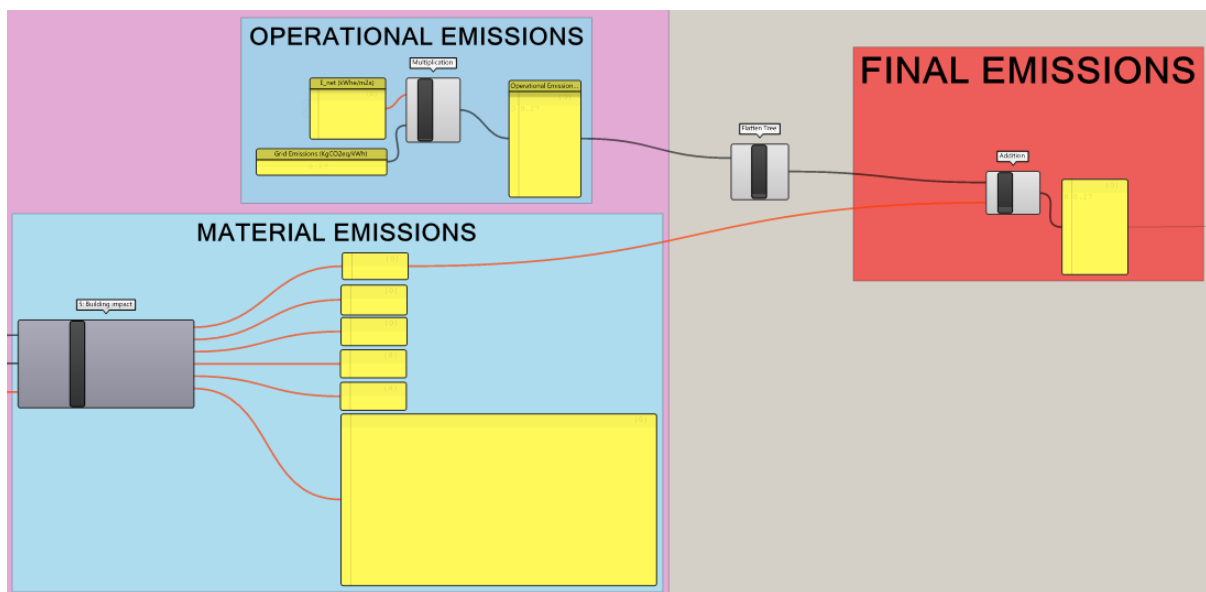 OPERATIONAL EMISSIONS
Multiplication
E_net (kWhe/m2a)
Operational Emission...
Grid Emissions (KgCO2eq/kWh)
FINAL EMISSIONS
Flatten Tree
Addition
MATERIAL EMISSIONS
5: Building impact